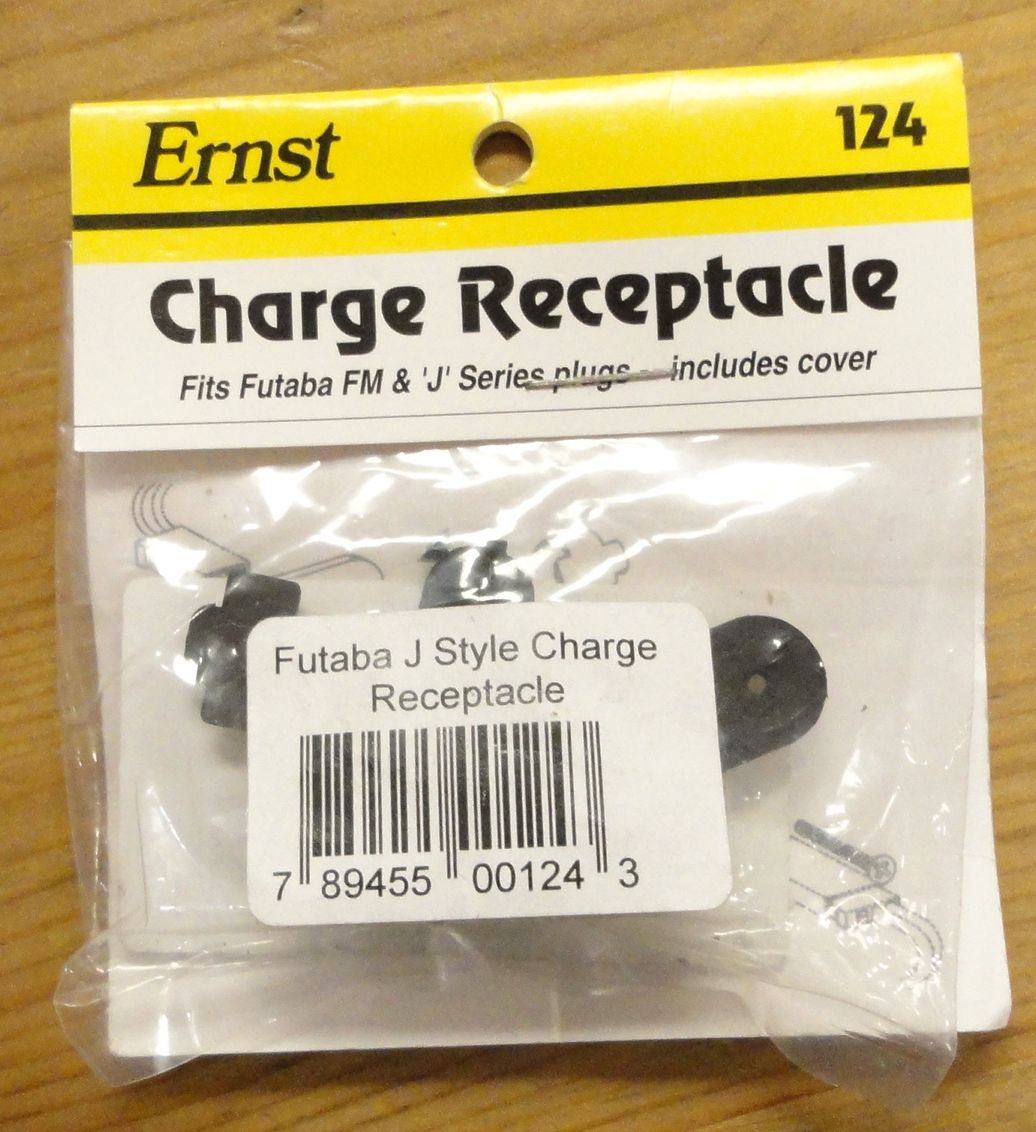 Ernst
124
Charge Receptacle
Fits Futaba FM & 'J' Series plugs - includes cover
Futaba J Style Charge
Receptacle
7 89455 00124 3